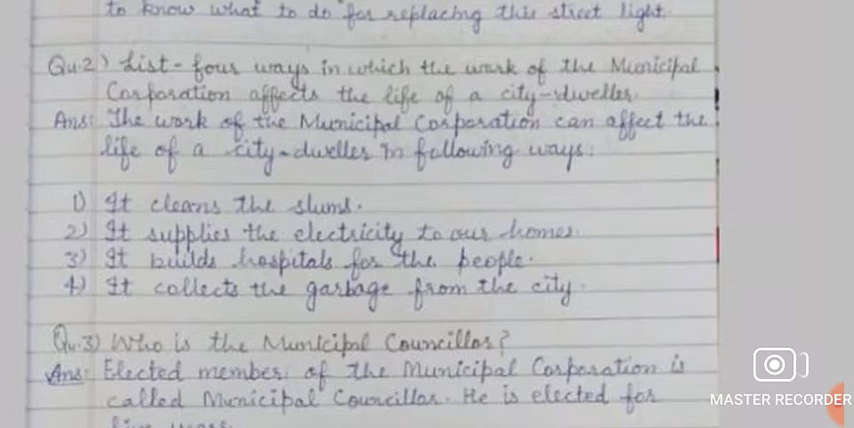 to know what to do for replacing this street light.
Qu.2) List-four ways in which the work of the Municipal
Corporation affects the life of a city-dweller.
Ans: The work of the Municipal Corporation can affect the
life of a city-dweller in following ways:
1) It cleans the slums.
2) It supplies the electricity to our homes.
3) It builds hospitals for the people.
4) It collects the garbage from the city.
Qu.3) Who is the Municipal Councillor?
Ans: Elected member of the Municipal Corporation is
called Municipal Councillor. He is elected for
MASTER RECORDER